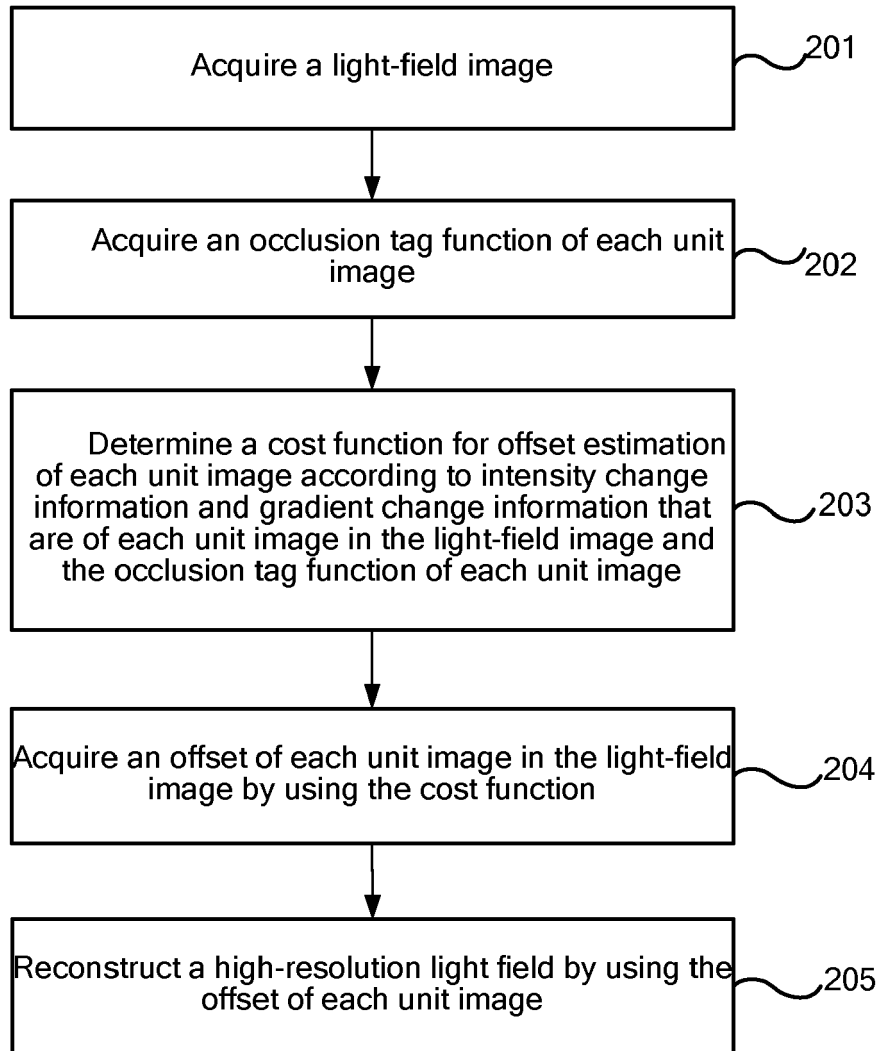 Acquire a light-field image
201
Acquire an occlusion tag function of each unit
image
202
Determine a cost function for offset estimation
of each unit image according to intensity change
information and gradient change information that
are of each unit image in the light-field image and
the occlusion tag function of each unit image
203
Acquire an offset of each unit image in the light-field
image by using the cost function
204
Reconstruct a high-resolution light field by using the
offset of each unit image
205